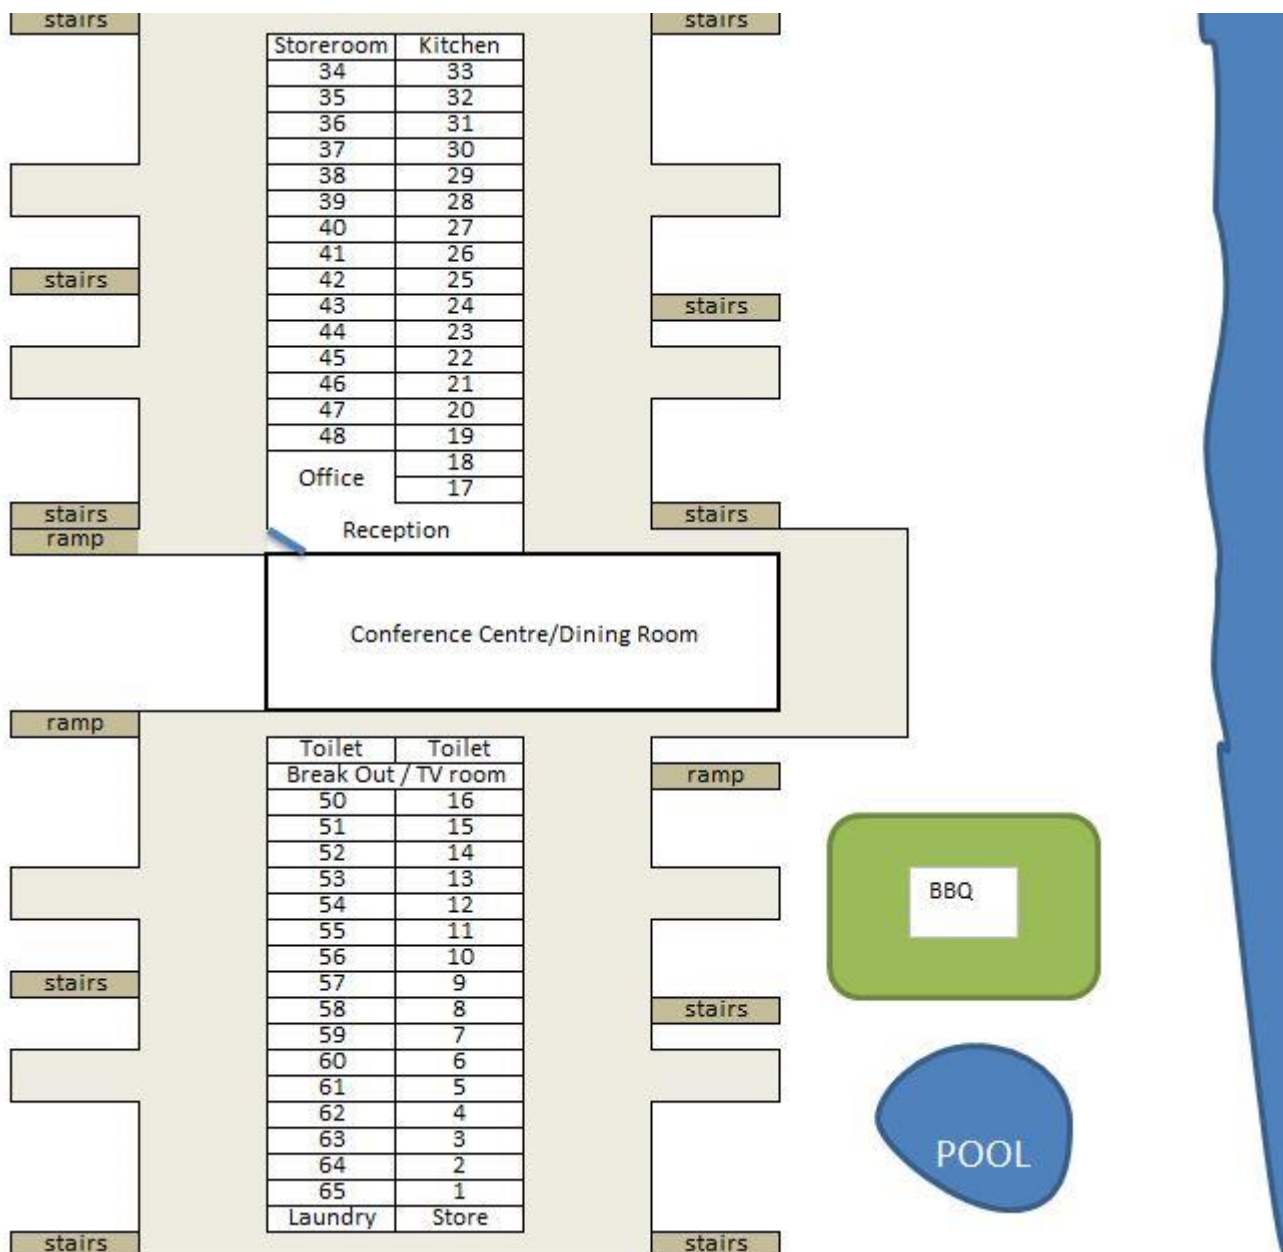 stairs stairs
Storeroom Kitchen
34 33
35 32
36 31
37 30
38 29
39 28
40 27
41 26
stairs 42 25
43 24 stairs
44 23
45 22
46 21
47 20
48 19
Office 18
17
stairs stairs
Reception
ramp
Conference Centre/Dining Room
ramp
Toilet Toilet
Break Out / TV room ramp
50 16
51 15
52 14
53 13
BBQ
54 12
55 11
56 10
stairs 57 9
58 8 stairs
59 7
60 6
61 5
62 4
63 3
POOL
64 2
65 1
Laundry Store
stairs stairs